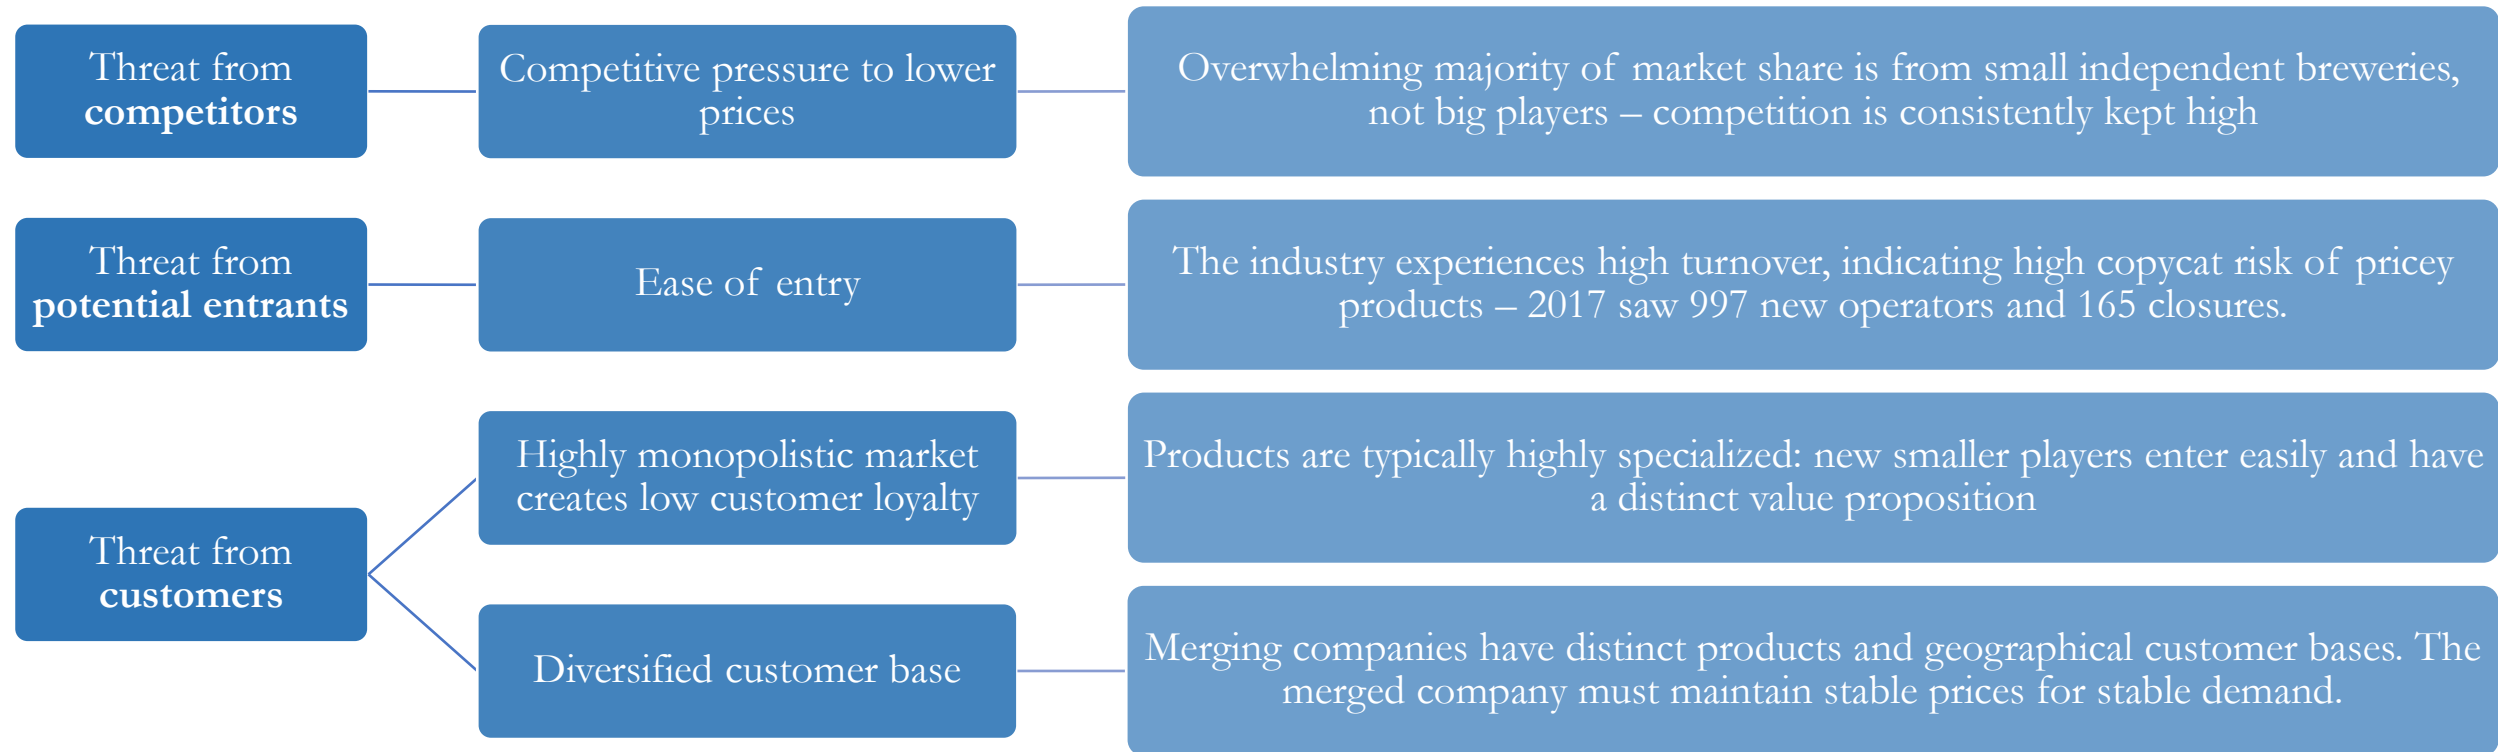 Threat from
competitors
Competitive pressure to lower
prices
Overwhelming majority of market share is from small independent breweries,
not big players – competition is consistently kept high
Threat from
potential entrants
Ease of entry
The industry experiences high turnover, indicating high copycat risk of pricey
products – 2017 saw 997 new operators and 165 closures.
Threat from
customers
Highly monopolistic market
creates low customer loyalty
Products are typically highly specialized: new smaller players enter easily and have
a distinct value proposition
Diversified customer base
Merging companies have distinct products and geographical customer bases. The
merged company must maintain stable prices for stable demand.